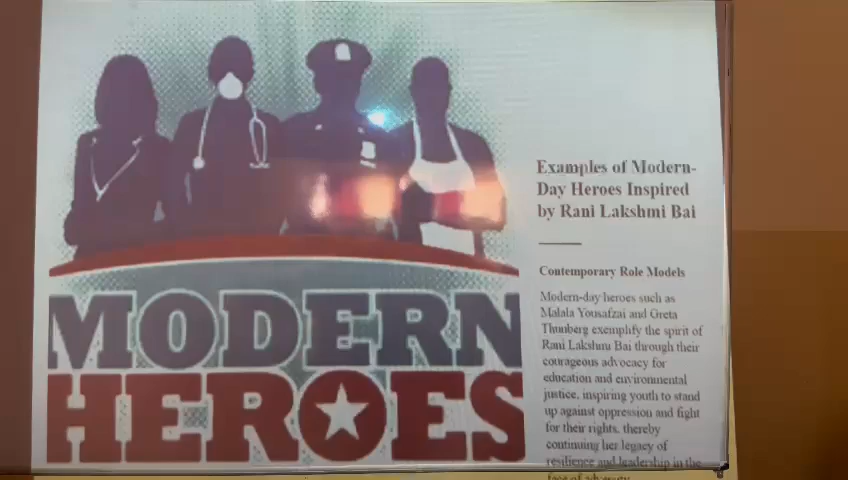 MODERN
HEROES
Examples of Modern-
Day Heroes Inspired
by Rani Lakshmi Bai
Contemporary Role Models
Modern-day heroes such as
Malala Yousafzai and Greta
Thunberg exemplify the spirit of
Rani Lakshmi Bai through their
courageous advocacy for
education and environmental
justice, inspiring youth to stand
up against oppression and fight
for their rights, thereby
continuing her legacy of
resilience and leadership in the
face of adversity